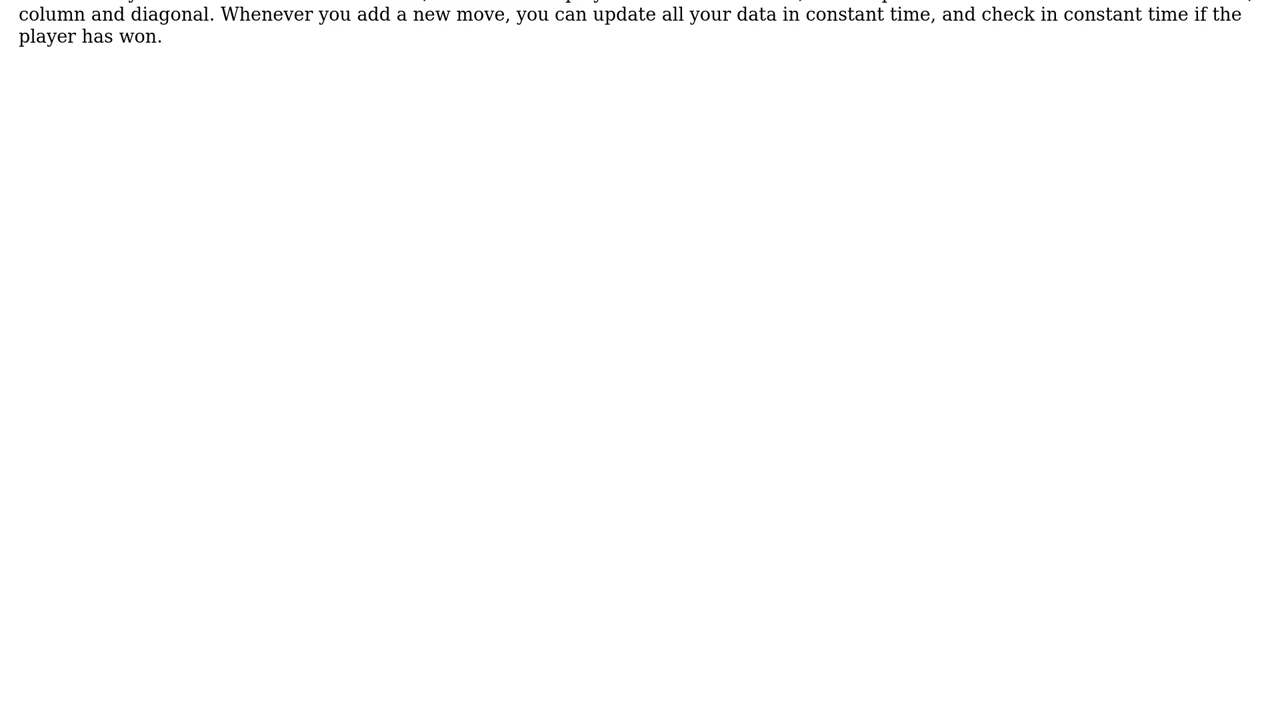 column and diagonal. Whenever you add a new move, you can update all your data in constant time, and check in constant time if the
player has won.